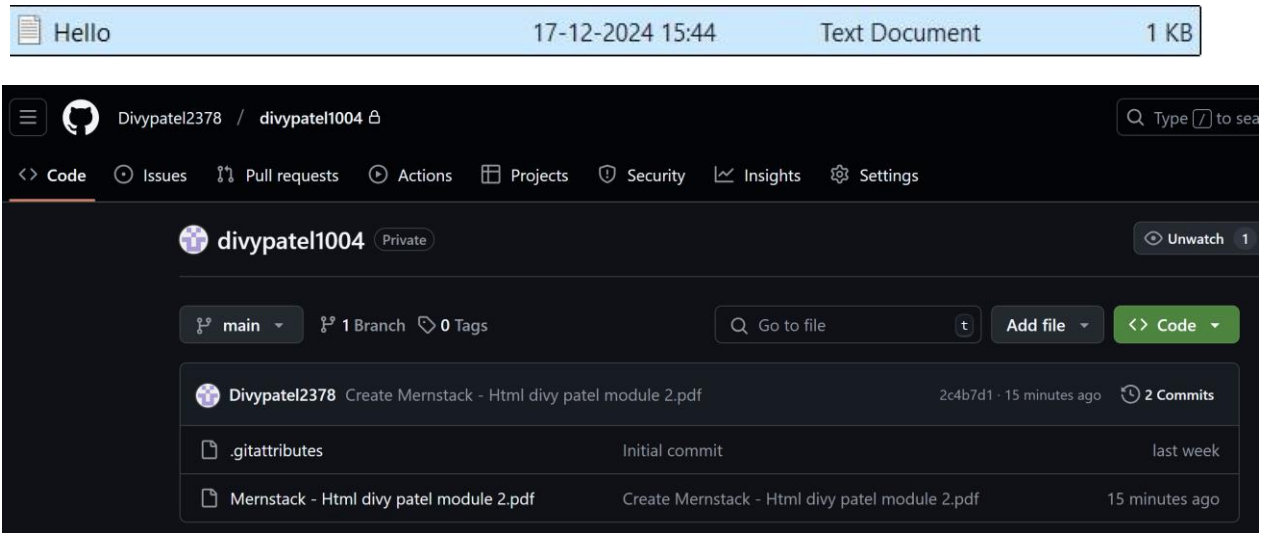 Hello 17-12-2024 15:44 Text Document 1 KB
Divypatel2378 / divypatel1004 Type / to sea
<> Code Issues Pull requests Actions Projects Security Insights Settings
divypatel1004 Private Unwatch 1
main 1 Branch 0 Tags Go to file t Add file <> Code
Divypatel2378 Create Mernstack - Html divy patel module 2.pdf 2c4b7d1 · 15 minutes ago 2 Commits
.gitattributes Initial commit last week
Mernstack - Html divy patel module 2.pdf Create Mernstack - Html divy patel module 2.pdf 15 minutes ago